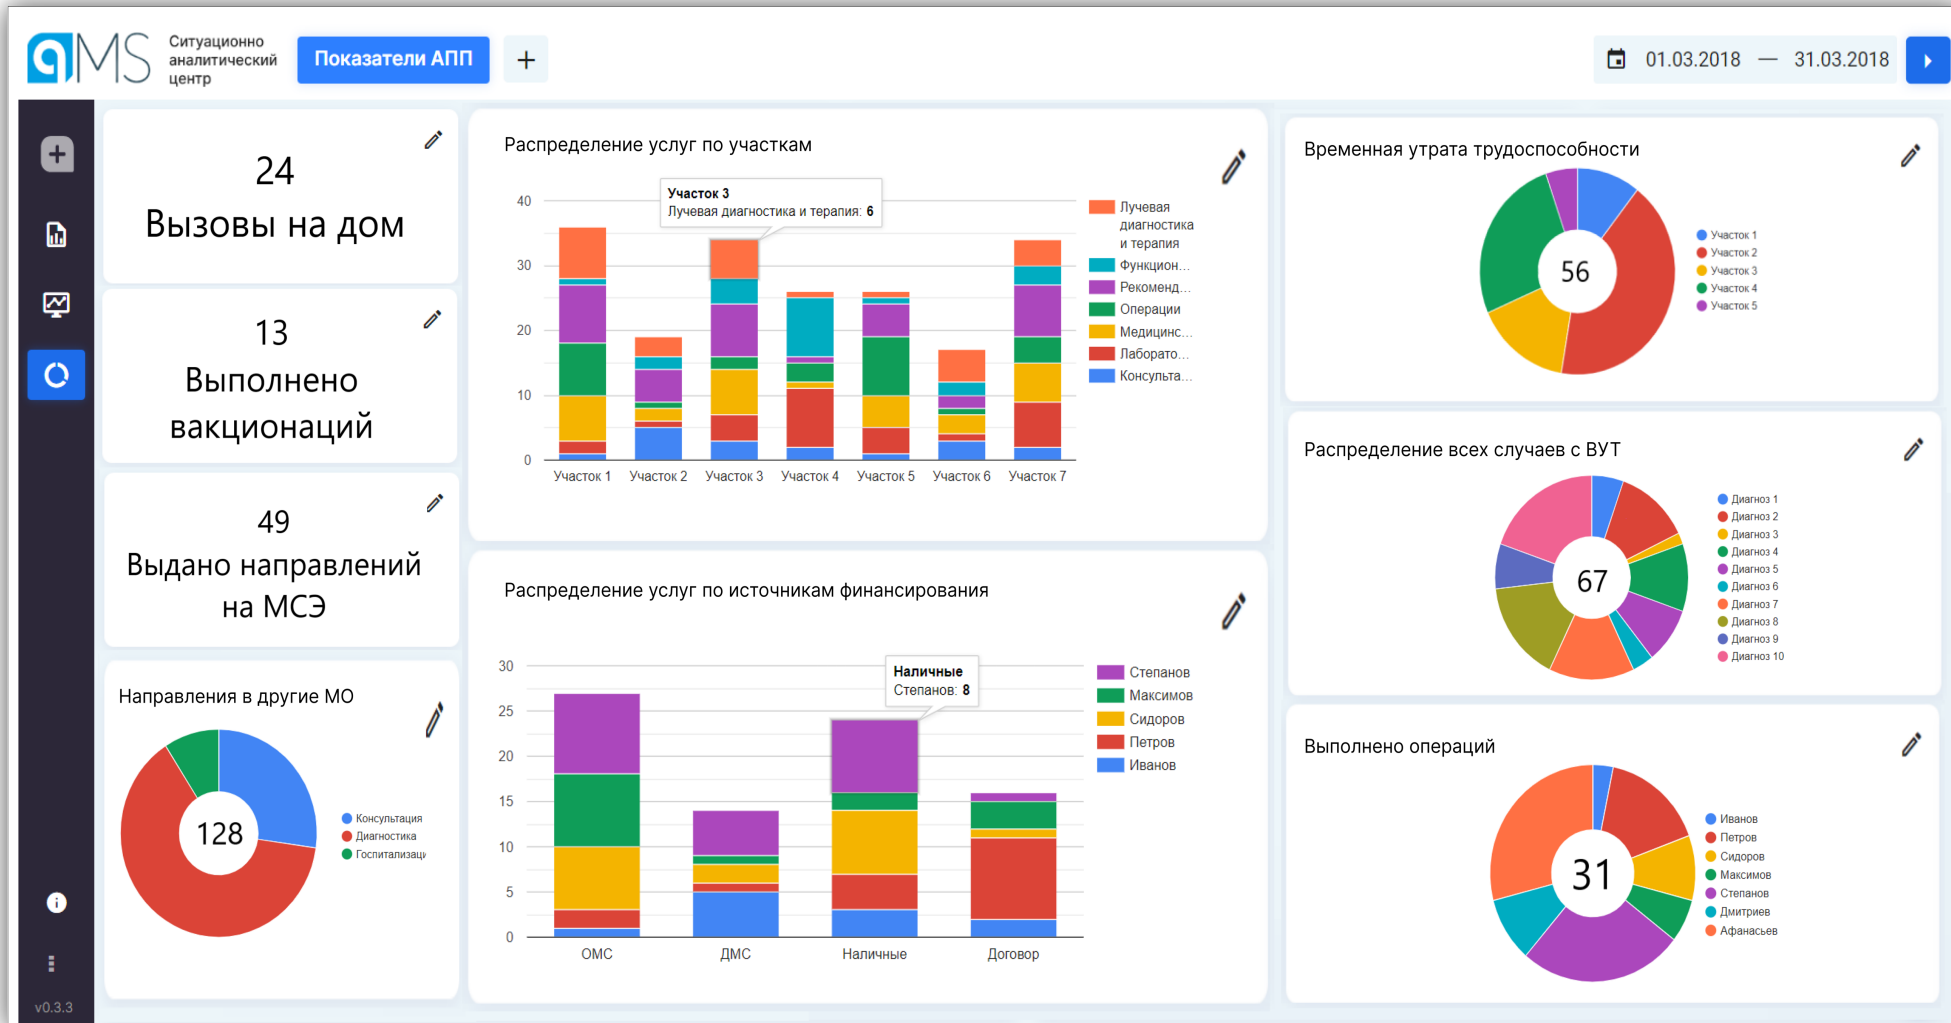 qMS
Ситуационно
аналитический
центр
Показатели АПП
+
01.03.2018 — 31.03.2018
24
Вызовы на дом
13
Выполнено
вакционаций
49
Выдано направлений
на МСЭ
Направления в другие МО
128
Консультация
Диагностика
Госпитализаци
v0.3.3
Распределение услуг по участкам
Участок 3
Лучевая диагностика и терапия: 6
40
30
20
10
0
Участок 1
Участок 2
Участок 3
Участок 4
Участок 5
Участок 6
Участок 7
Лучевая
диагностика
и терапия
Функцион...
Рекоменд...
Операции
Медицинс...
Лаборато...
Консульта...
Распределение услуг по источникам финансирования
Наличные
Степанов: 8
30
25
20
15
10
5
0
ОМС
ДМС
Наличные
Договор
Степанов
Максимов
Сидоров
Петров
Иванов
Временная утрата трудоспособности
56
Участок 1
Участок 2
Участок 3
Участок 4
Участок 5
Распределение всех случаев с ВУТ
67
Диагноз 1
Диагноз 2
Диагноз 3
Диагноз 4
Диагноз 5
Диагноз 6
Диагноз 7
Диагноз 8
Диагноз 9
Диагноз 10
Выполнено операций
31
Иванов
Петров
Сидоров
Максимов
Степанов
Дмитриев
Афанасьев